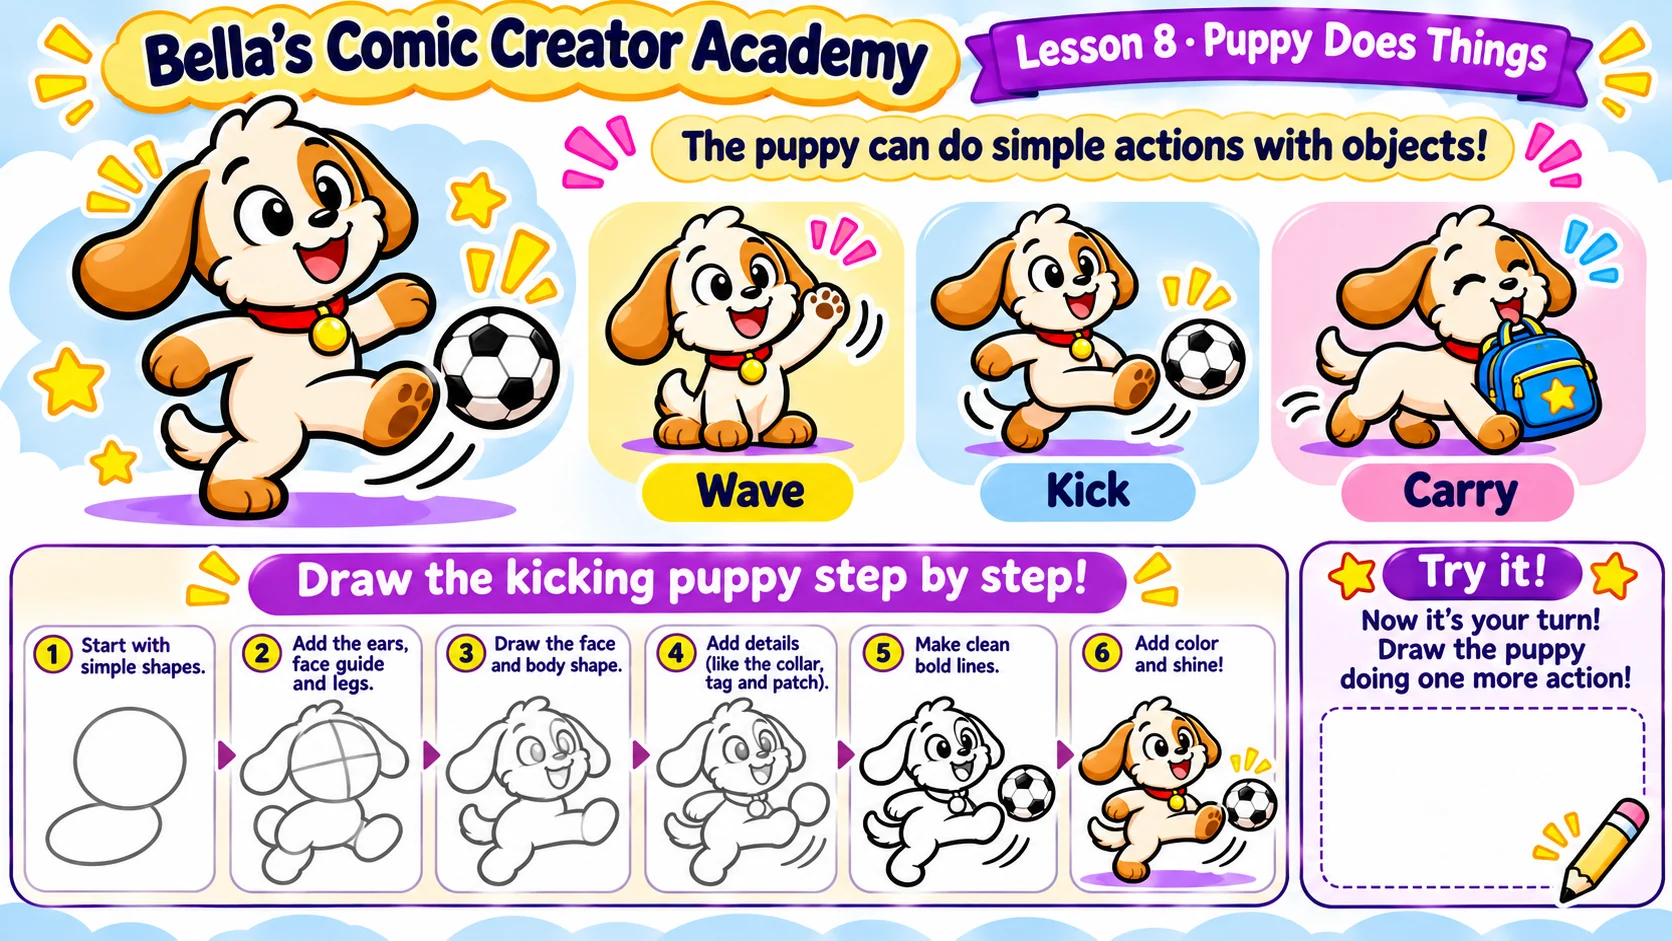 Bella's Comic Creator Academy
Lesson 8 · Puppy Does Things
The puppy can do simple actions with objects!
Wave
Kick
Carry
Draw the kicking puppy step by step!
1
Start with
simple shapes.
2
Add the ears,
face guide
and legs.
3
Draw the face
and body shape.
4
Add details
(like the collar,
tag and patch).
5
Make clean
bold lines.
6
Add color
and shine!
Try it!
Now it's your turn!
Draw the puppy
doing one more action!